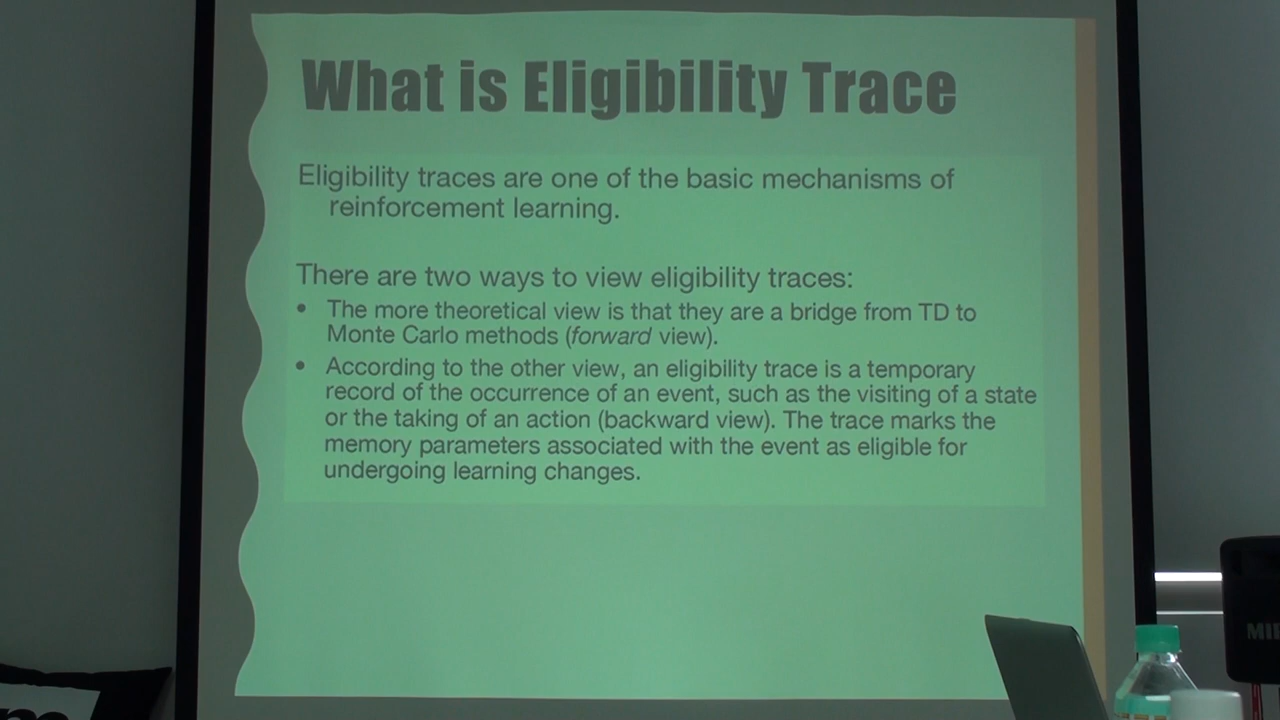 What is Eligibility Trace
Eligibility traces are one of the basic mechanisms of
reinforcement learning.
There are two ways to view eligibility traces:
• The more theoretical view is that they are a bridge from TD to
Monte Carlo methods (forward view).
• According to the other view, an eligibility trace is a temporary
record of the occurrence of an event, such as the visiting of a state
or the taking of an action (backward view). The trace marks the
memory parameters associated with the event as eligible for
undergoing learning changes.